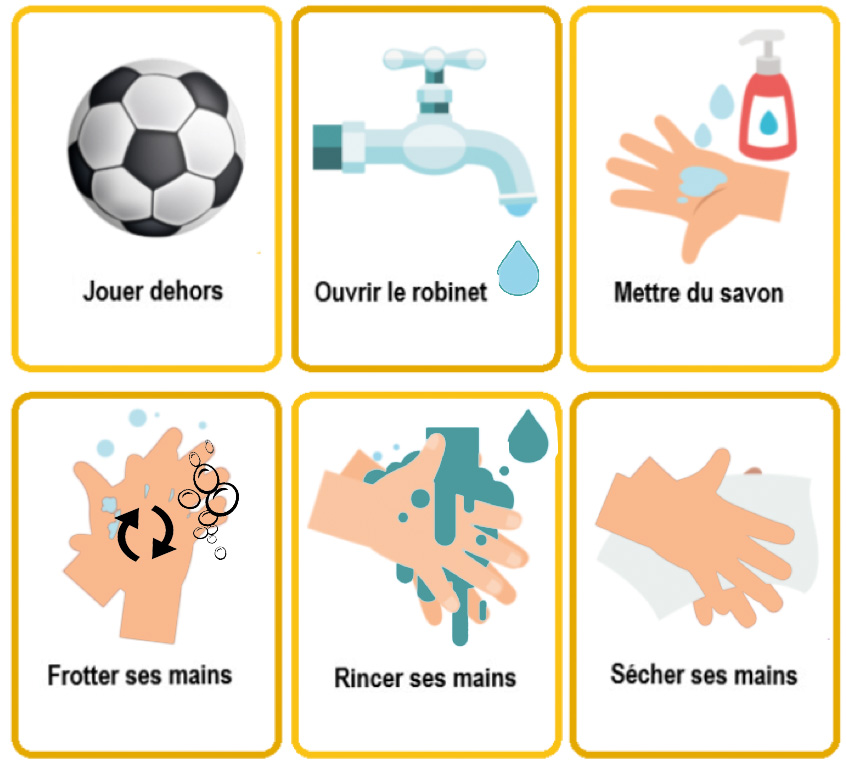 Jouer dehors
Ouvrir le robinet
Mettre du savon
Frotter ses mains
Rincer ses mains
Sécher ses mains